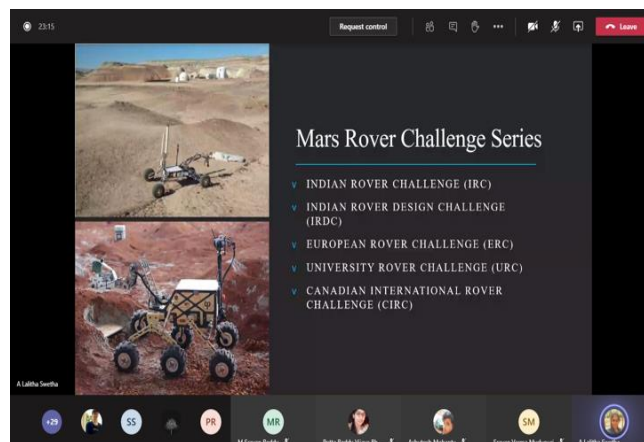 23:15
Request control
Leave
Mars Rover Challenge Series
v INDIAN ROVER CHALLENGE (IRC)
v INDIAN ROVER DESIGN CHALLENGE
(IRDC)
v EUROPEAN ROVER CHALLENGE (ERC)
v UNIVERSITY ROVER CHALLENGE (URC)
v CANADIAN INTERNATIONAL ROVER
CHALLENGE (CIRC)
A Lalitha Swetha
+29
SS
PR
MR
SM